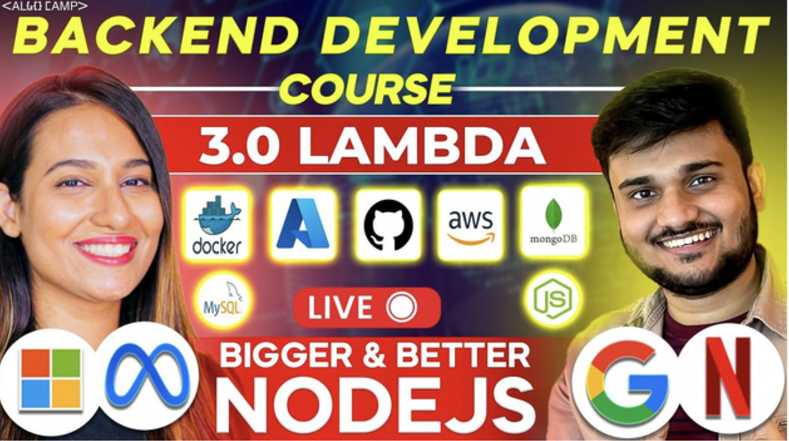 <ALGO CAMP>
BACKEND DEVELOPMENT
COURSE
3.0 LAMBDA
docker
aws
mongoDB
MySQL
LIVE
JS
BIGGER & BETTER
NODEJS